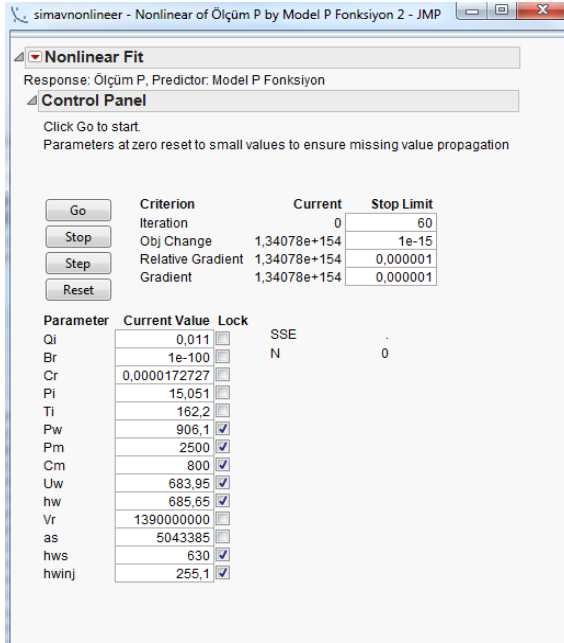 simavnonlineer - Nonlinear of Ölçüm P by Model P Fonksiyon 2 - JMP
Nonlinear Fit
Response: Ölçüm P, Predictor: Model P Fonksiyon
Control Panel
Click Go to start.
Parameters at zero reset to small values to ensure missing value propagation
Go
Stop
Step
Reset
Criterion Current Stop Limit
Iteration 0 60
Obj Change 1,34078e+154 1e-15
Relative Gradient 1,34078e+154 0,000001
Gradient 1,34078e+154 0,000001
Parameter Current Value Lock
Qi 0,011
Br 1e-100
Cr 0,0000172727
Pi 15,051
Ti 162,2
Pw 906,1
Pm 2500
Cm 800
Uw 683,95
hw 685,65
Vr 1390000000
as 5043385
hws 630
hwinj 255,1
SSE .
N 0